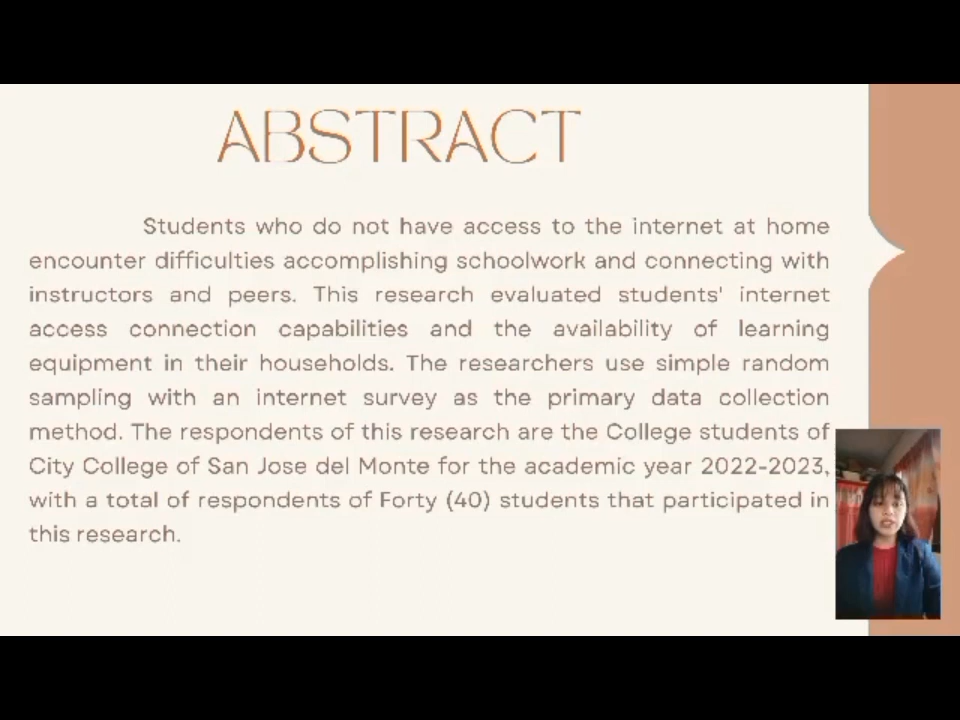 ABSTRACT
Students who do not have access to the internet at home
encounter difficulties accomplishing schoolwork and connecting with
instructors and peers. This research evaluated students' internet
access connection capabilities and the availability of learning
equipment in their households. The researchers use simple random
sampling with an internet survey as the primary data collection
method. The respondents of this research are the College students of
City College of San Jose del Monte for the academic year 2022-2023,
with a total of respondents of Forty (40) students that participated in
this research.